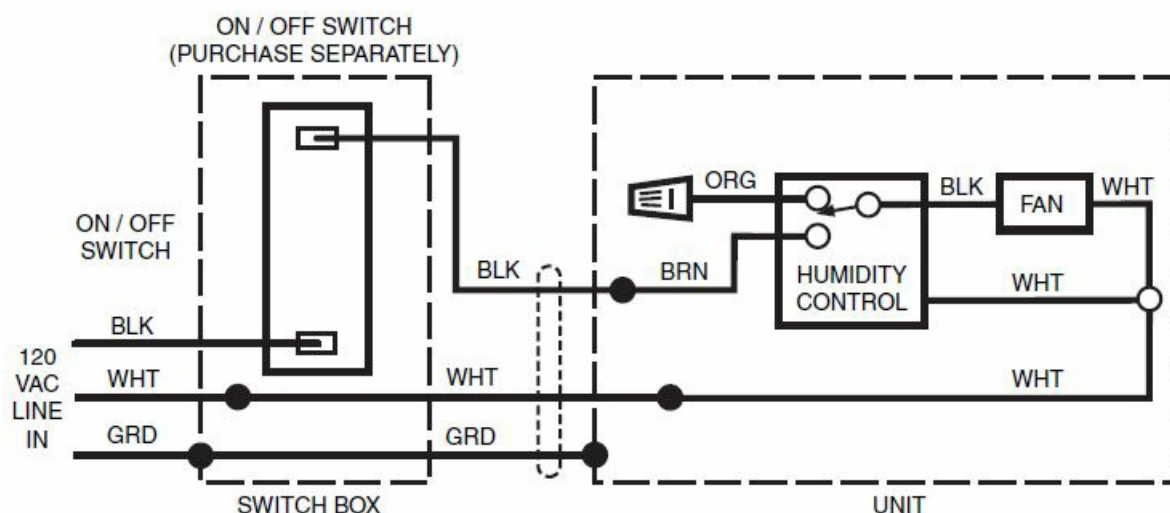 ON / OFF SWITCH
(PURCHASE SEPARATELY)
ORG
BLK
WHT
FAN
ON / OFF
SWITCH
BLK
BRN
HUMIDITY
CONTROL
WHT
BLK
120
VAC
LINE
IN
WHT
WHT
WHT
GRD
GRD
SWITCH BOX
UNIT